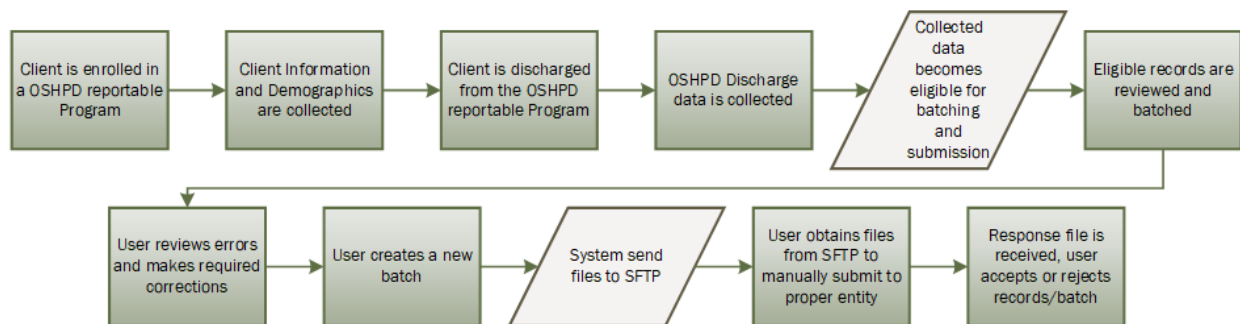 Client is enrolled in
a OSHPD reportable
Program
Client Information
and Demographics
are collected
Client is discharged
from the OSHPD
reportable Program
OSHPD Discharge
data is collected
Collected
data
becomes
eligible for
batching
and
submission
Eligible records are
reviewed and
batched
User reviews errors
and makes required
corrections
User creates a new
batch
System send
files to SFTP
User obtains files
from SFTP to
manually submit to
proper entity
Response file is
received, user
accepts or rejects
records/batch